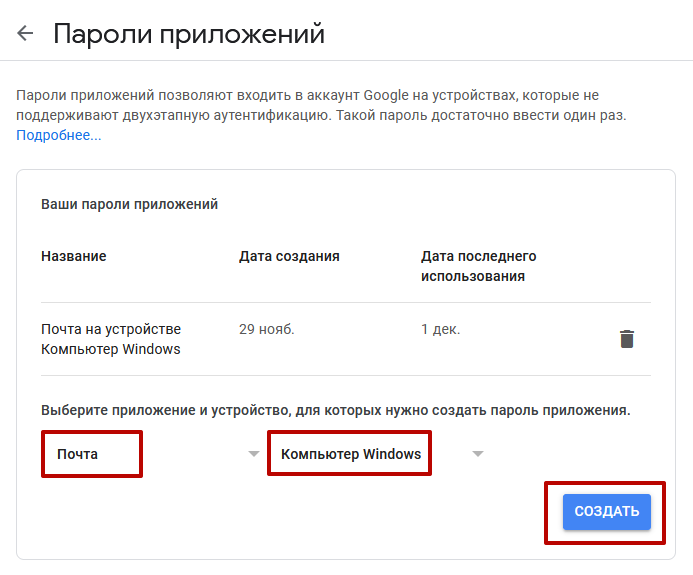 Пароли приложений
Пароли приложений позволяют входить в аккаунт Google на устройствах, которые не
поддерживают двухэтапную аутентификацию. Такой пароль достаточно ввести один раз.
Подробнее...
Ваши пароли приложений
Название Дата создания Дата последнего
использования
Почта на устройстве 29 нояб. 1 дек.
Компьютер Windows
Выберите приложение и устройство, для которых нужно создать пароль приложения.
Почта Компьютер Windows
СОЗДАТЬ